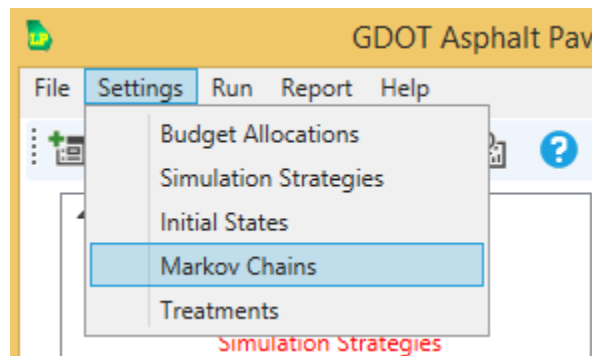 LP GDOT Asphalt Pav
File Settings Run Report Help
Budget Allocations
Simulation Strategies
Initial States
Markov Chains
Treatments
Simulation Strategies